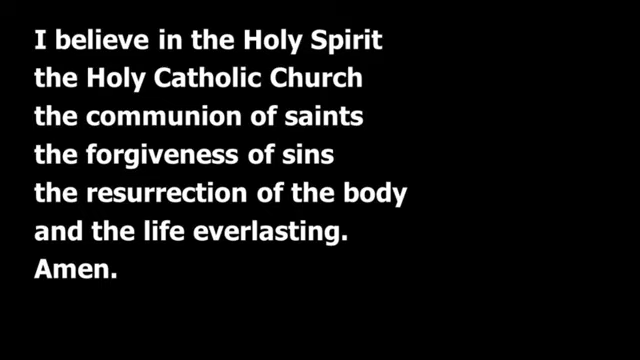 I believe in the Holy Spirit
the Holy Catholic Church
the communion of saints
the forgiveness of sins
the resurrection of the body
and the life everlasting.
Amen.